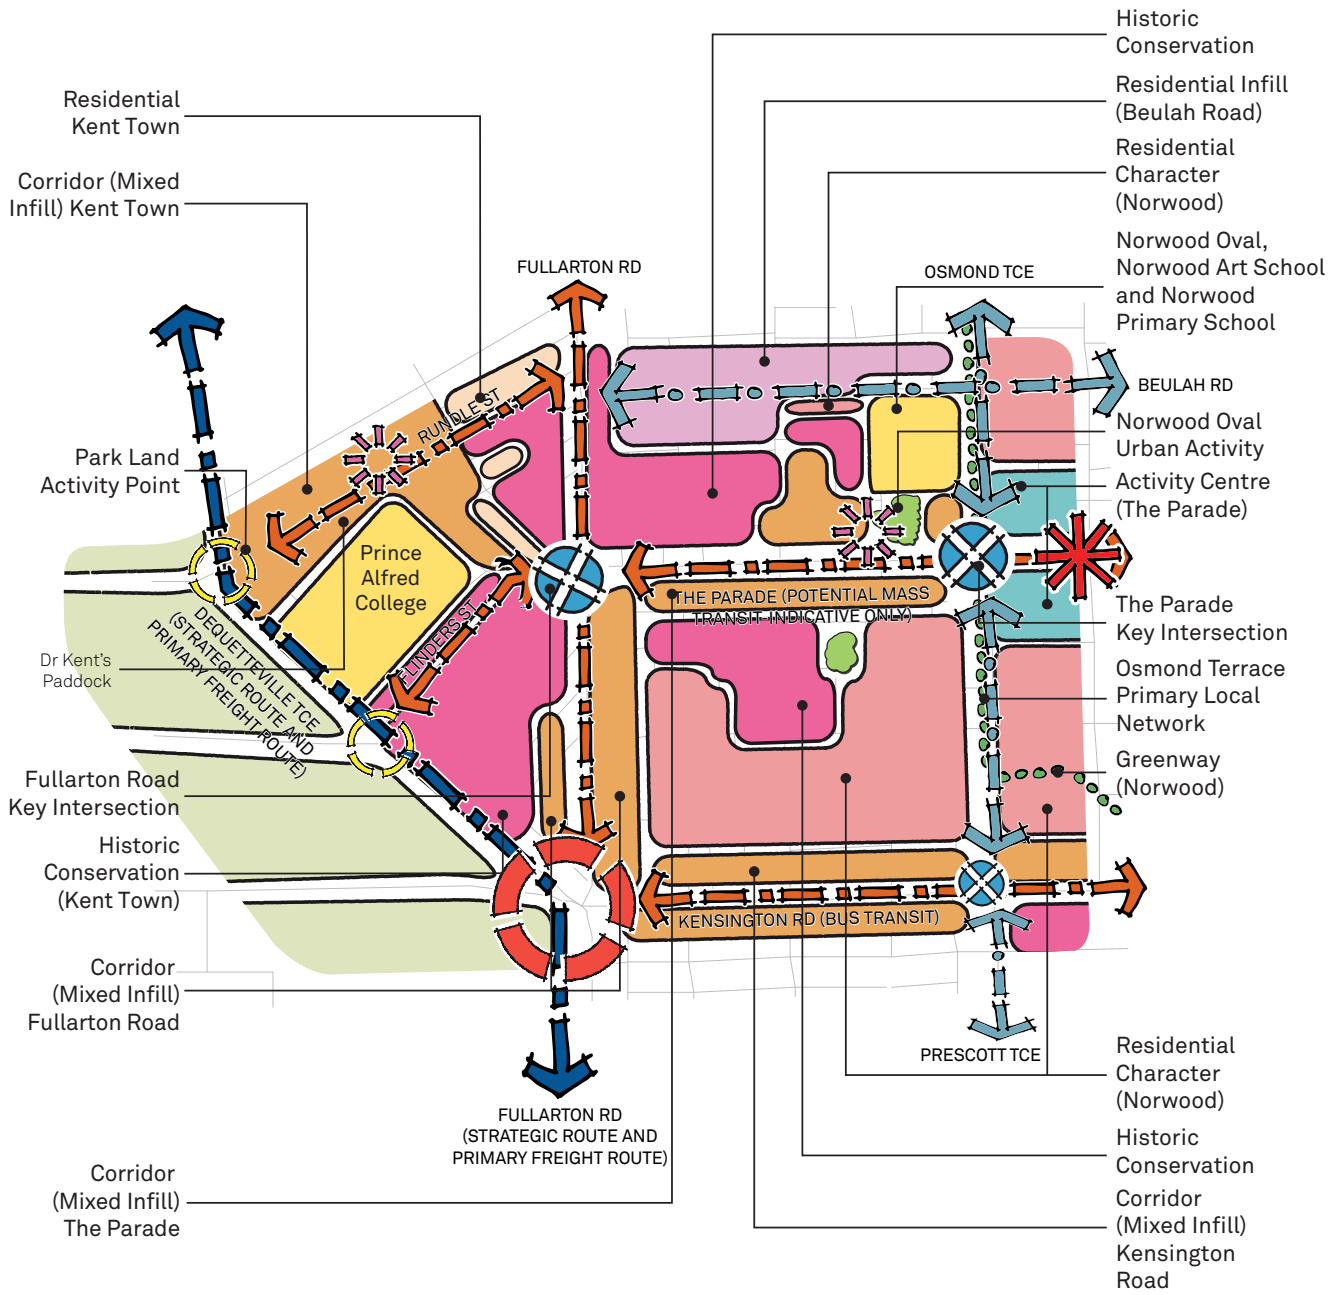 Historic
Conservation
Residential Infill
(Beulah Road)
Residential
Character
(Norwood)
Norwood Oval,
Norwood Art School
and Norwood
Primary School
Residential
Kent Town
Corridor (Mixed
Infill) Kent Town
FULLARTON RD
OSMOND TCE
BEULAH RD
RUNDLE ST
Norwood Oval
Urban Activity
Park Land
Activity Point
Activity Centre
(The Parade)
Prince
Alfred
College
THE PARADE (POTENTIAL MASS
TRANSIT-INDICATIVE ONLY)
FLINDERS ST
The Parade
Key Intersection
DEQUETTEVILLE TCE
(STRATEGIC ROUTE AND
PRIMARY FREIGHT ROUTE)
Dr Kent's
Paddock
Osmond Terrace
Primary Local
Network
Greenway
(Norwood)
Fullarton Road
Key Intersection
Historic
Conservation
(Kent Town)
KENSINGTON RD (BUS TRANSIT)
Corridor
(Mixed Infill)
Fullarton Road
PRESCOTT TCE
Residential
Character
(Norwood)
FULLARTON RD
(STRATEGIC ROUTE AND
PRIMARY FREIGHT ROUTE)
Historic
Conservation
Corridor
(Mixed Infill)
The Parade
Corridor
(Mixed Infill)
Kensington
Road